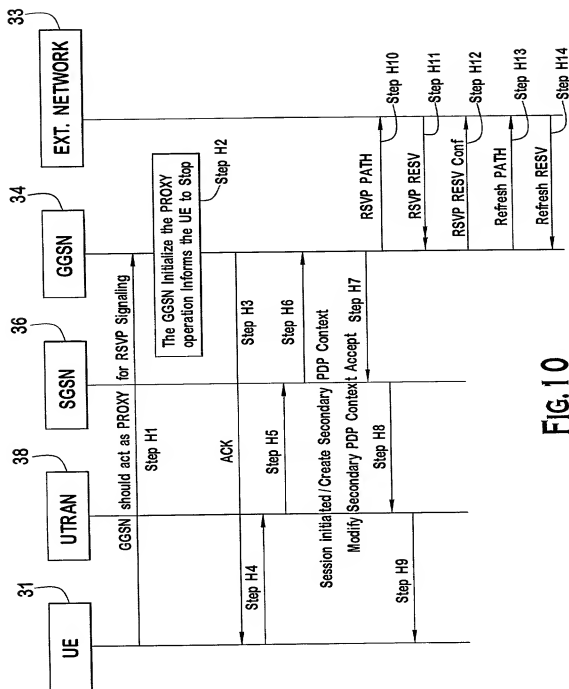 31
UE
38
UTRAN
36
SGSN
34
GGSN
33
EXT. NETWORK
GGSN should act as PROXY for RSVP Signaling
Step H1
The GGSN Initialize the PROXY
operation Informs the UE to Stop
Step H2
ACK
Step H3
Step H4
Step H5
Step H6
Session initiated/Create Secondary PDP Context
Modify Secondary PDP Context Accept
Step H7
Step H8
Step H9
RSVP PATH
Step H10
RSVP RESV
Step H11
RSVP RESV Conf
Step H12
Refresh PATH
Step H13
Refresh RESV
Step H14
FIG. 10